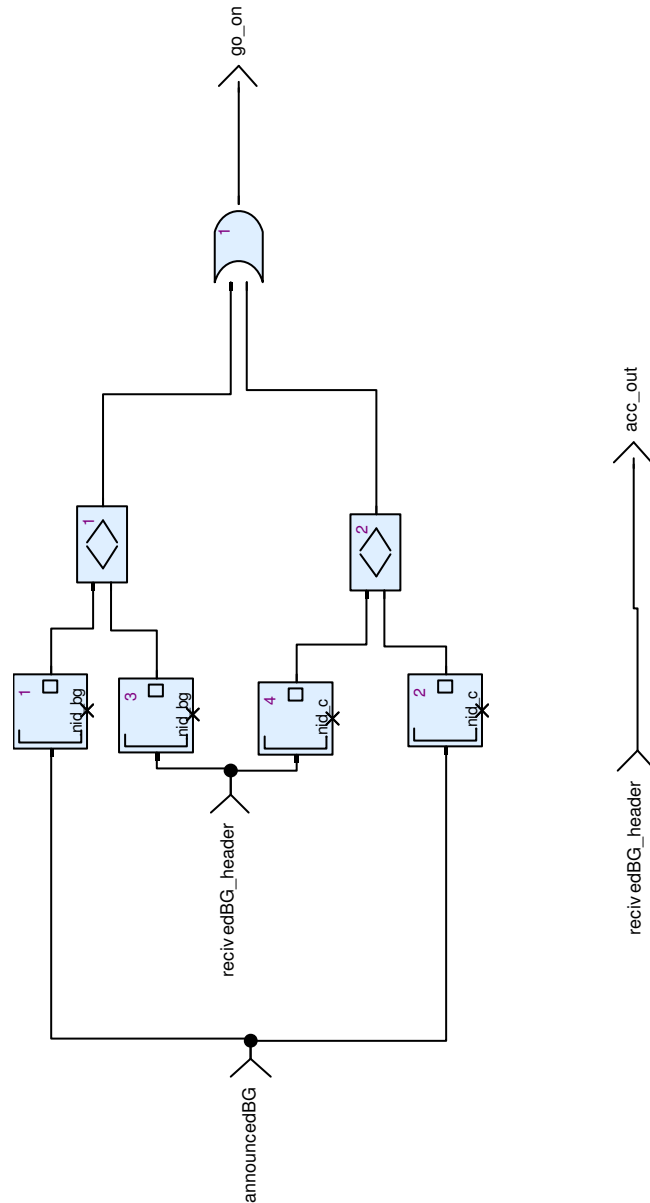 1
nid_bg
1
3
nid_bg
1
go_on
recivedBG_header
announcedBG
4
nid_c
2
2
nid_c
recivedBG_header
acc_out